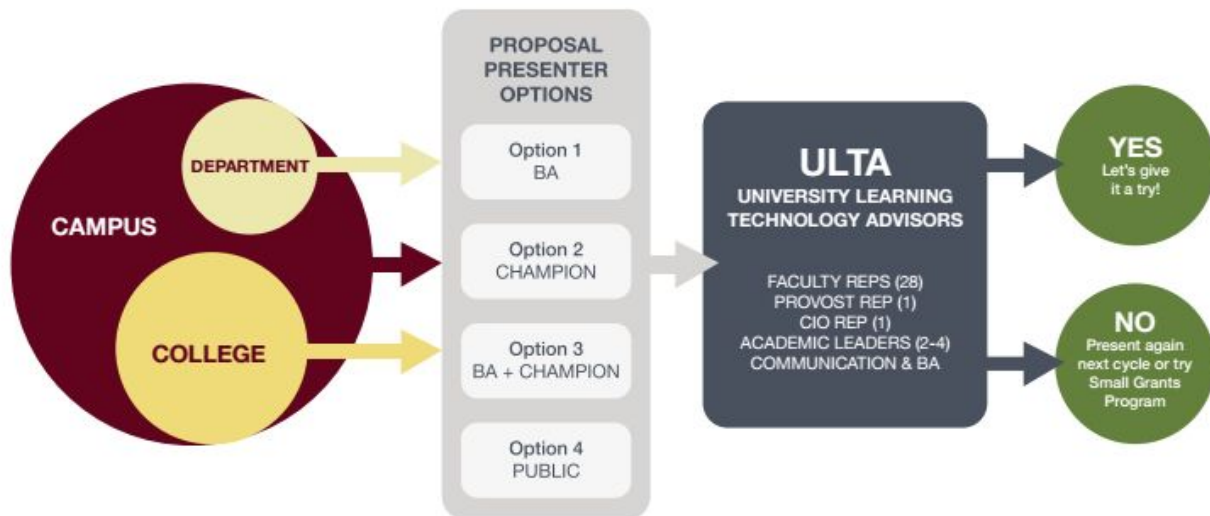 CAMPUS
DEPARTMENT
COLLEGE
PROPOSAL
PRESENTER
OPTIONS
Option 1
BA
Option 2
CHAMPION
Option 3
BA + CHAMPION
Option 4
PUBLIC
ULTA
UNIVERSITY LEARNING
TECHNOLOGY ADVISORS
FACULTY REPS (28)
PROVOST REP (1)
CIO REP (1)
ACADEMIC LEADERS (2-4)
COMMUNICATION & BA
YES
Let's give
it a try!
NO
Present again
next cycle or try
Small Grants
Program